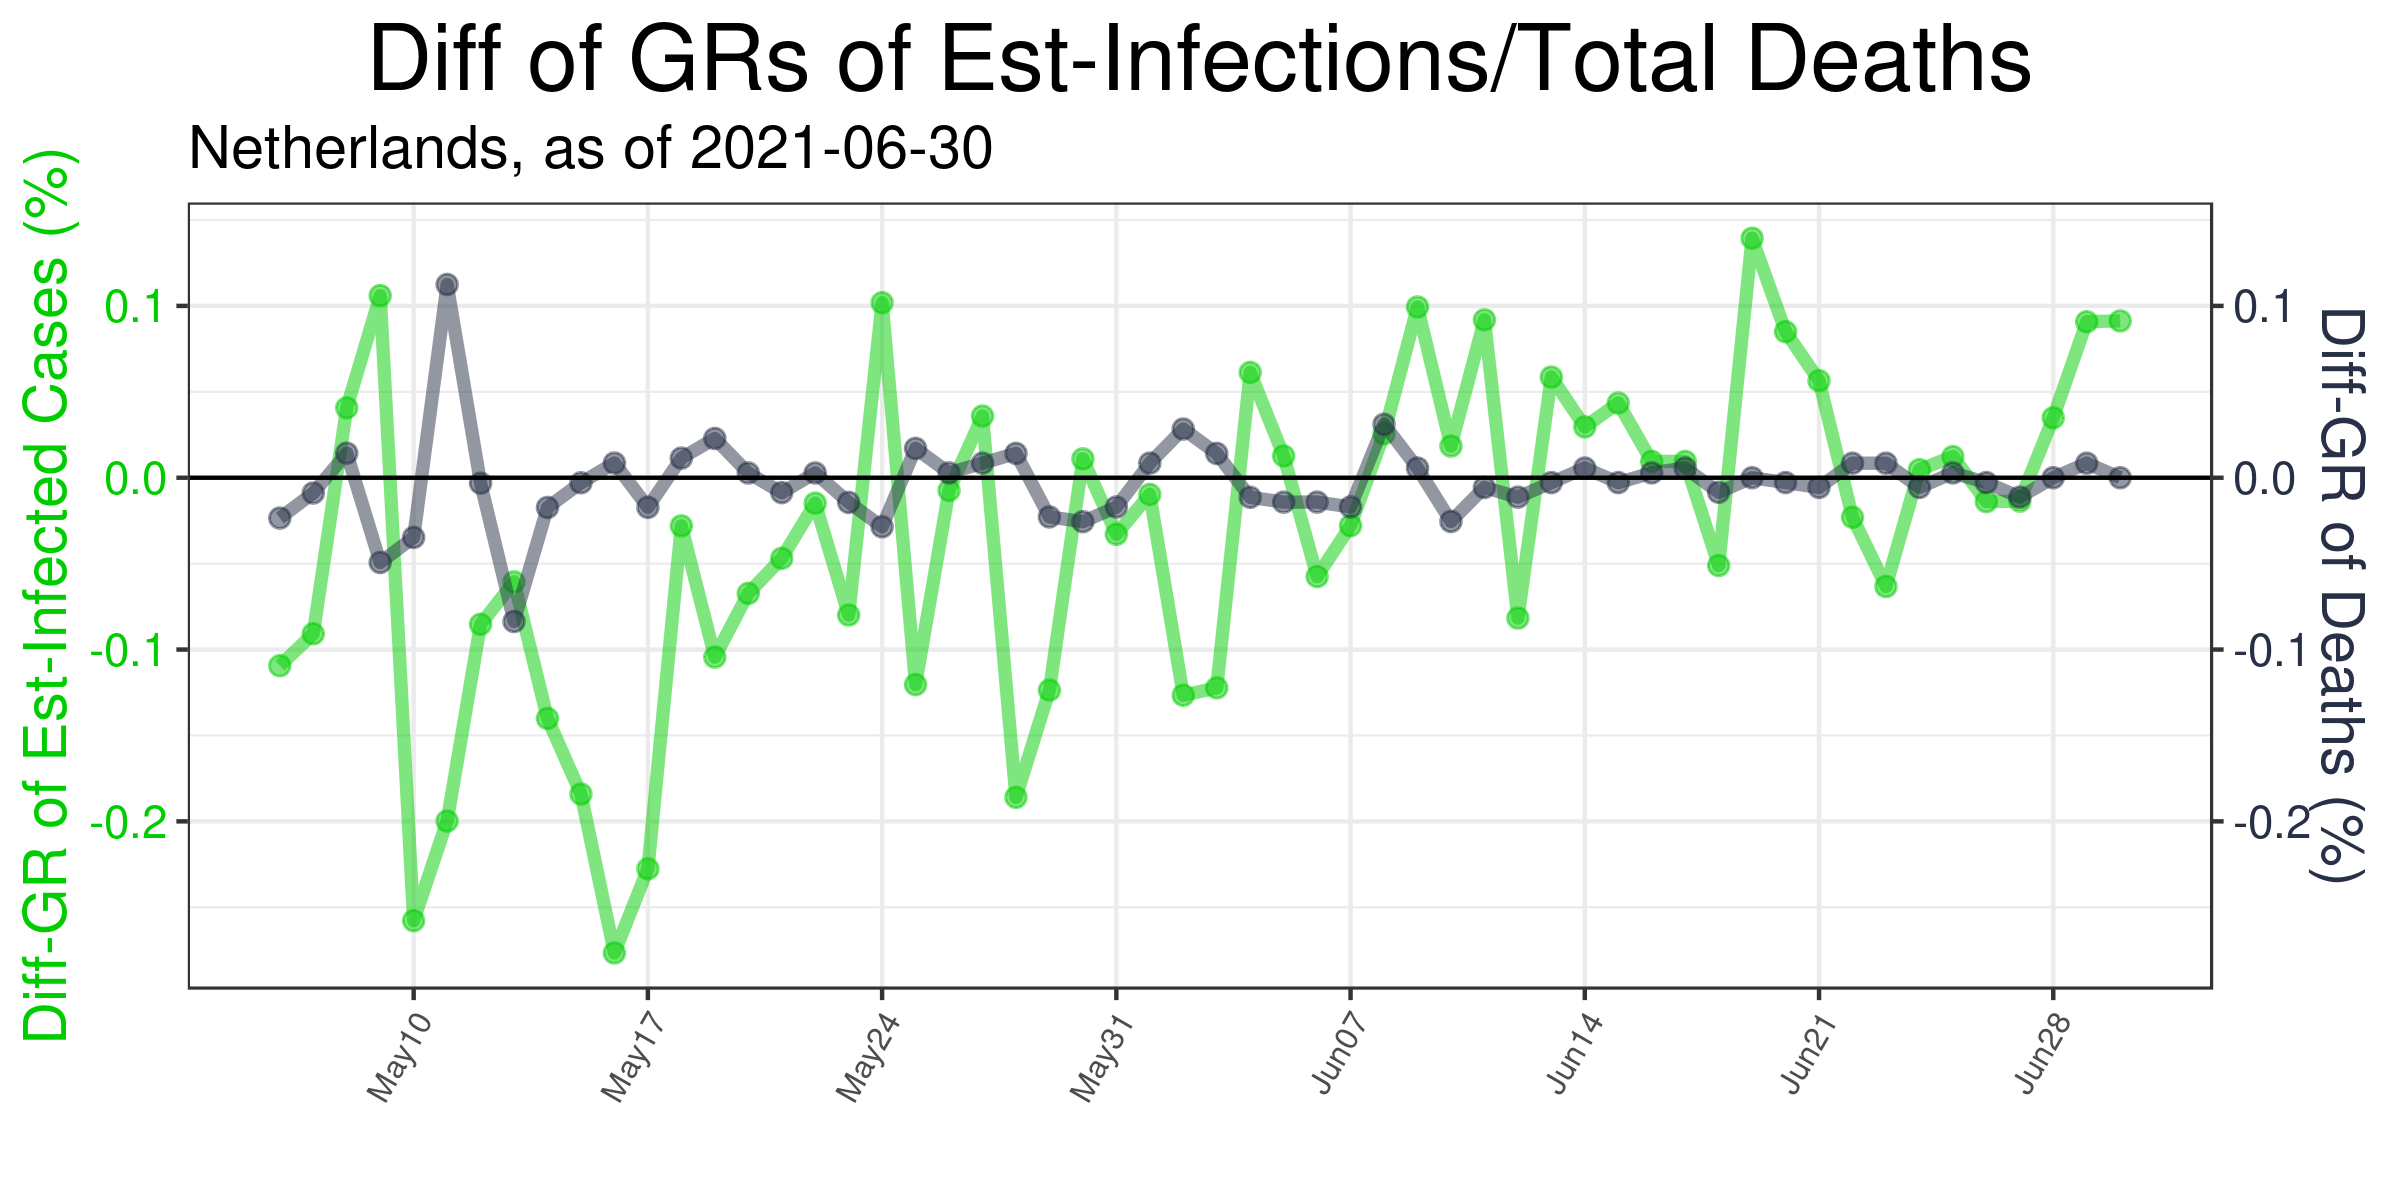 Diff of GRs of Est-Infections/Total Deaths
Netherlands, as of 2021-06-30
Diff-GR of Est-Infected Cases (%)
0.1
0.0
-0.1
-0.2
0.1
0.0
-0.1
-0.2
Diff-GR of Deaths (%)
May10
May17
May24
May31
Jun07
Jun14
Jun21
Jun28